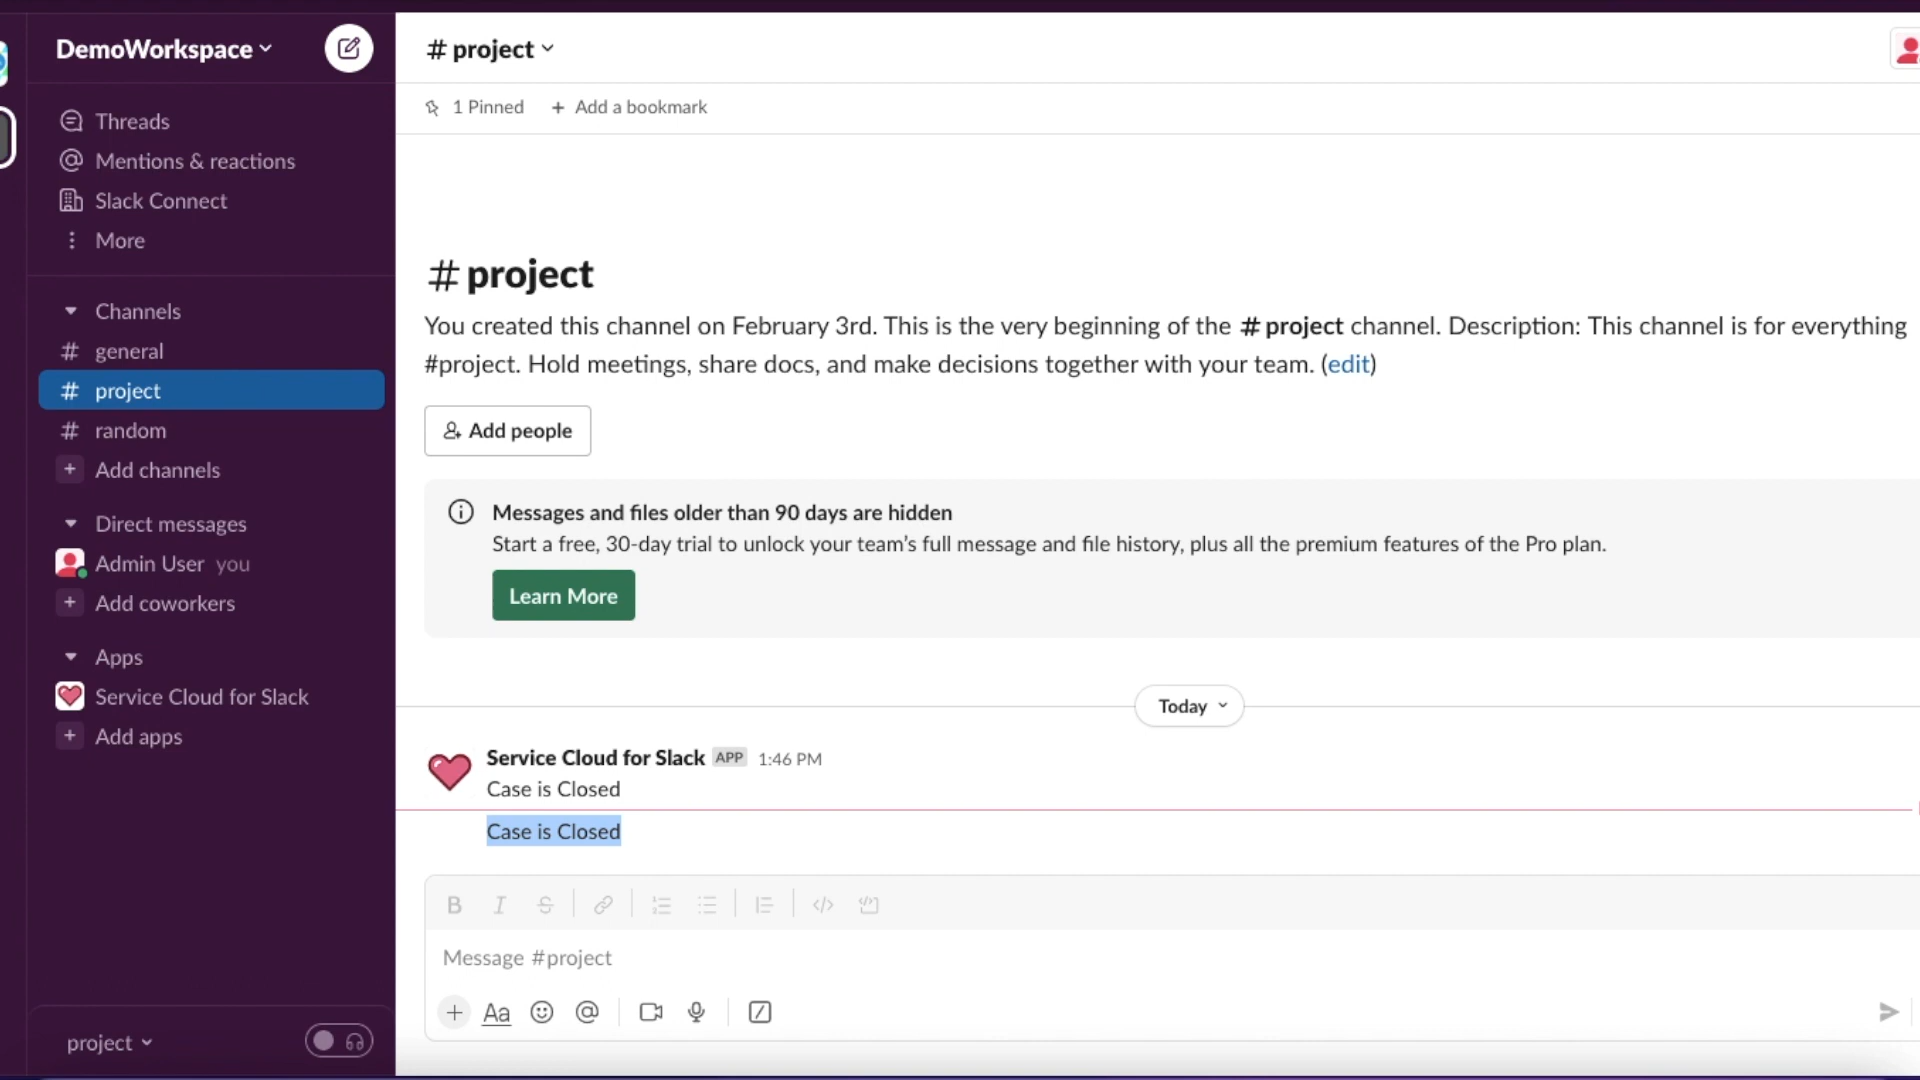 DemoWorkspace
Threads
Mentions & reactions
Slack Connect
More
Channels
# general
# project
# random
+ Add channels
Direct messages
Admin User you
+ Add coworkers
Apps
Service Cloud for Slack
+ Add apps
project
# project
1 Pinned + Add a bookmark
# project
You created this channel on February 3rd. This is the very beginning of the # project channel. Description: This channel is for everything
#project. Hold meetings, share docs, and make decisions together with your team. (edit)
Add people
Messages and files older than 90 days are hidden
Start a free, 30-day trial to unlock your team’s full message and file history, plus all the premium features of the Pro plan.
Learn More
Today
Service Cloud for Slack APP 1:46 PM
Case is Closed
Case is Closed
B I S
Message #project
+ Aa @